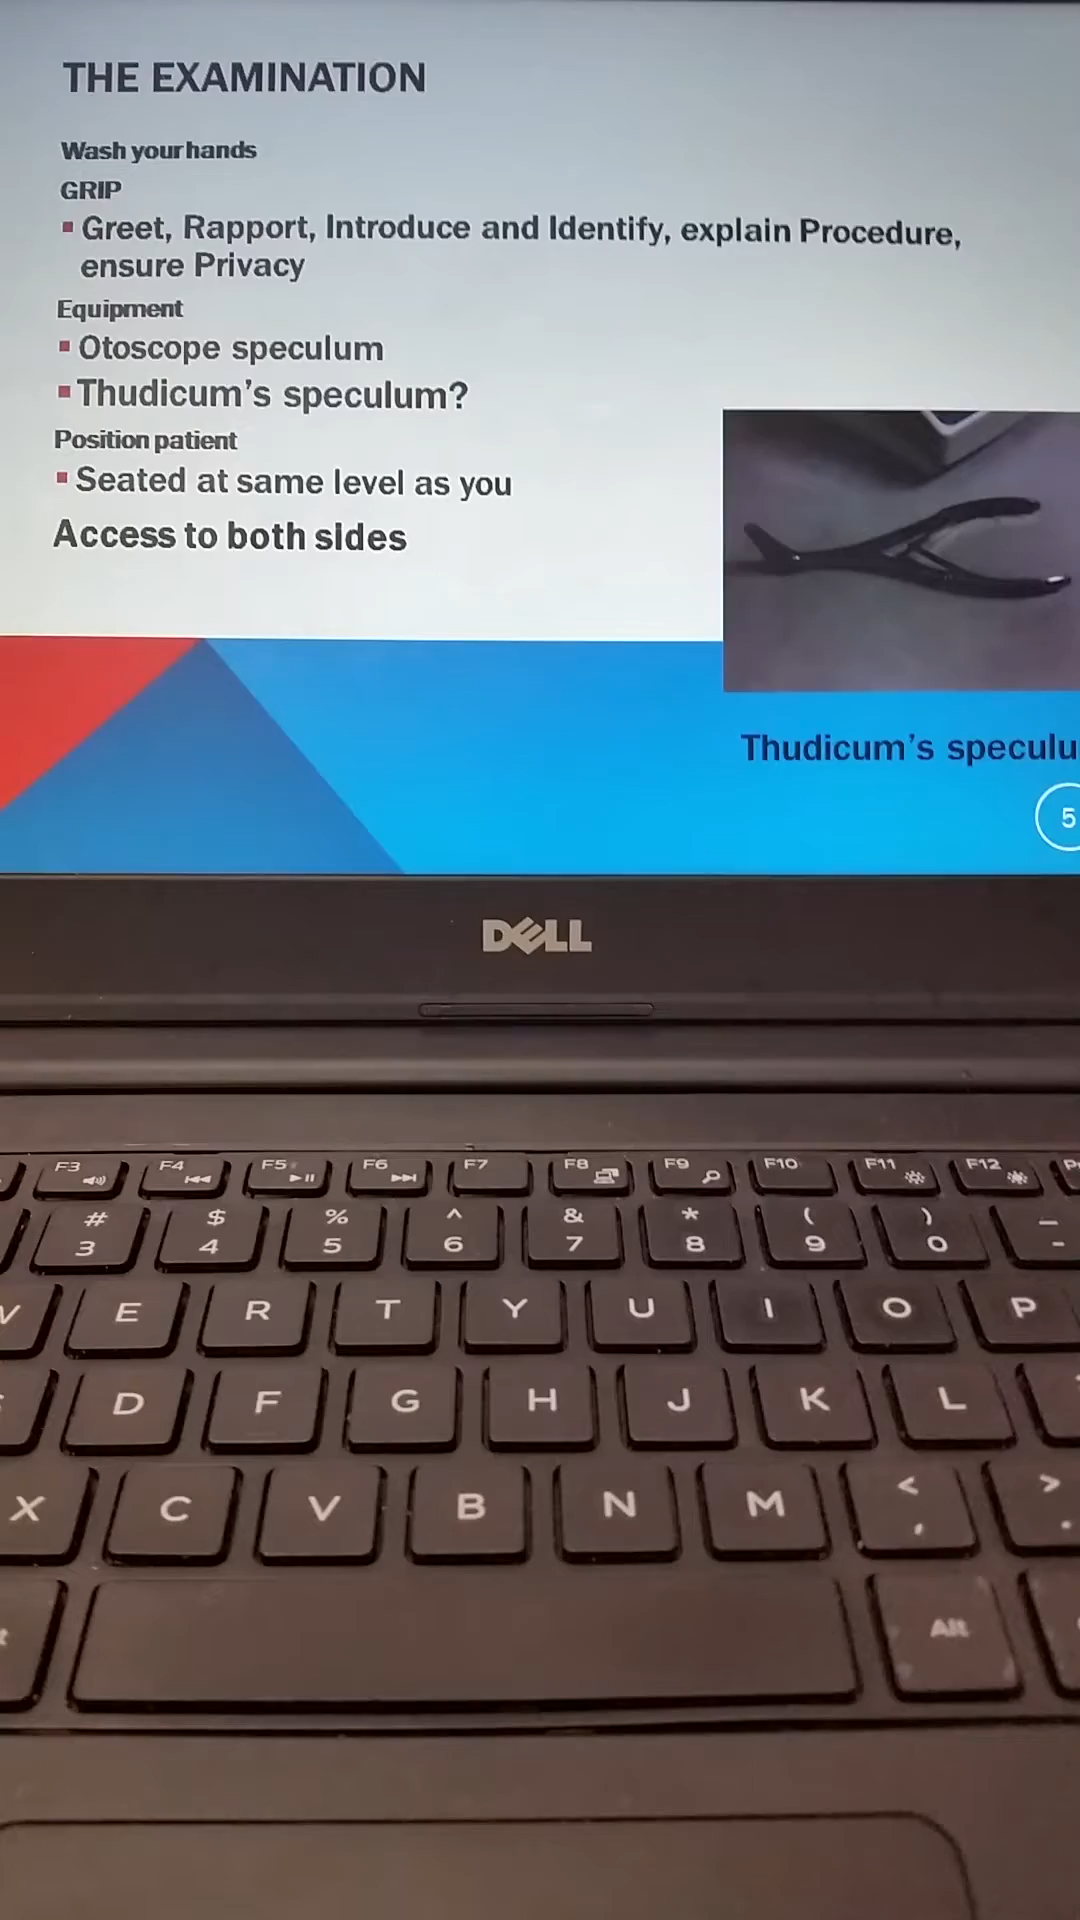 THE EXAMINATION
Wash your hands
GRIP
▪ Greet, Rapport, Introduce and Identify, explain Procedure,
ensure Privacy
Equipment
▪ Otoscope speculum
▪ Thudicum's speculum?
Position patient
▪ Seated at same level as you
Access to both sides
Thudicum's speculu
5
DELL
F3 F4 F5 F6 F7 F8 F9 F10 F11 F12
# $ % ^ & * ( ) _
3 4 5 6 7 8 9 0 -
E R T Y U I O P
D F G H J K L
X C V B N M < >
, .
Alt